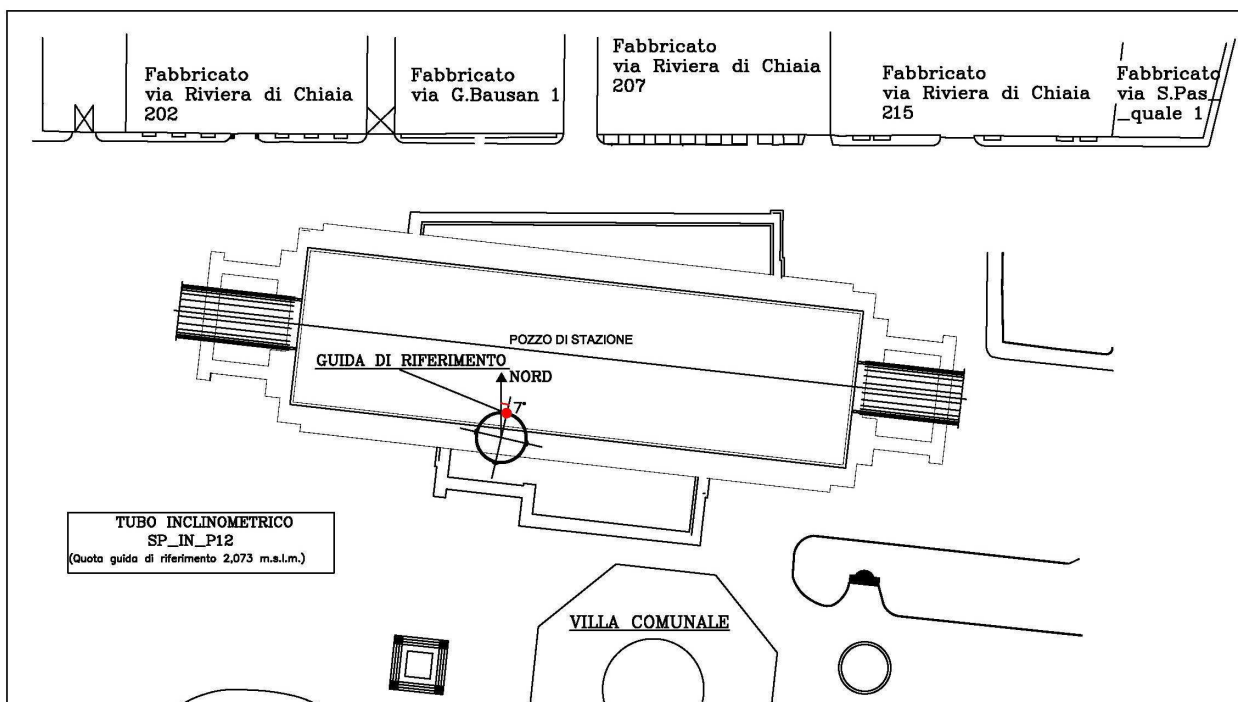 Fabbricato
via Riviera di Chiaia
202
Fabbricato
via G.Bausan 1
Fabbricato
via Riviera di Chiaia
207
Fabbricato
via Riviera di Chiaia
215
Fabbricato
via S.Pas_
_quale 1
POZZO DI STAZIONE
GUIDA DI RIFERIMENTO
NORD
7°
TUBO INCLINOMETRICO
SP_IN_P12
(Quota guida di riferimento 2,073 m.s.l.m.)
VILLA COMUNALE